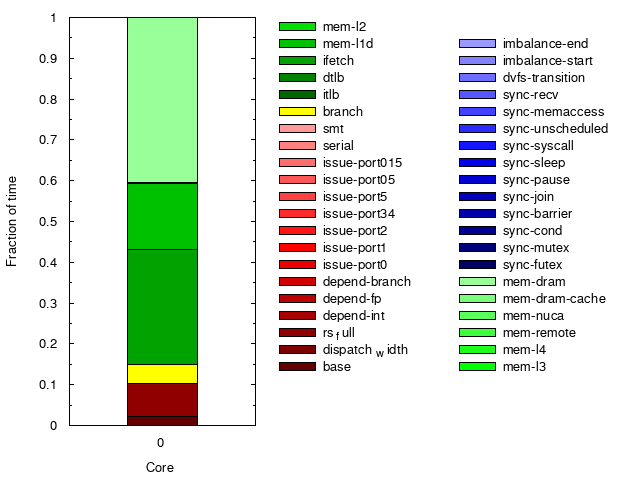 1
0.9
0.8
0.7
0.6
0.5
0.4
0.3
0.2
0.1
0
Fraction of time
0
Core
mem-l2
mem-l1d
ifetch
dtlb
itlb
branch
smt
serial
issue-port015
issue-port05
issue-port5
issue-port34
issue-port2
issue-port1
issue-port0
depend-branch
depend-fp
depend-int
rs f ull
dispatch w idth
base
imbalance-end
imbalance-start
dvfs-transition
sync-recv
sync-memaccess
sync-unscheduled
sync-syscall
sync-sleep
sync-pause
sync-join
sync-barrier
sync-cond
sync-mutex
sync-futex
mem-dram
mem-dram-cache
mem-nuca
mem-remote
mem-l4
mem-l3